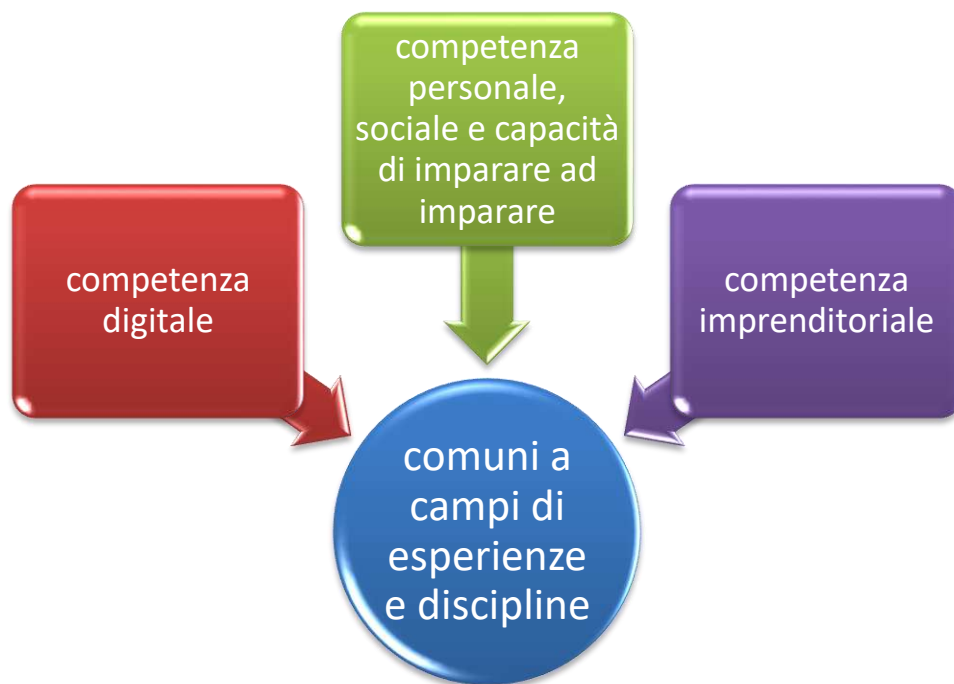 competenza
personale,
sociale e capacità
di imparare ad
imparare
competenza
digitale
competenza
imprenditoriale
comuni a
campi di
esperienze
e discipline